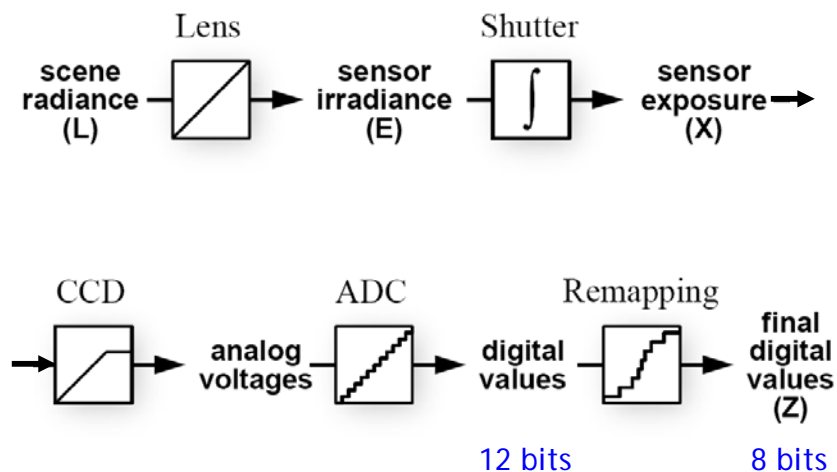 Lens
Shutter
scene
radiance
(L)
sensor
irradiance
(E)
∫
sensor
exposure
(X)
CCD
ADC
Remapping
analog
voltages
digital
values
final
digital
values
(Z)
12 bits
8 bits